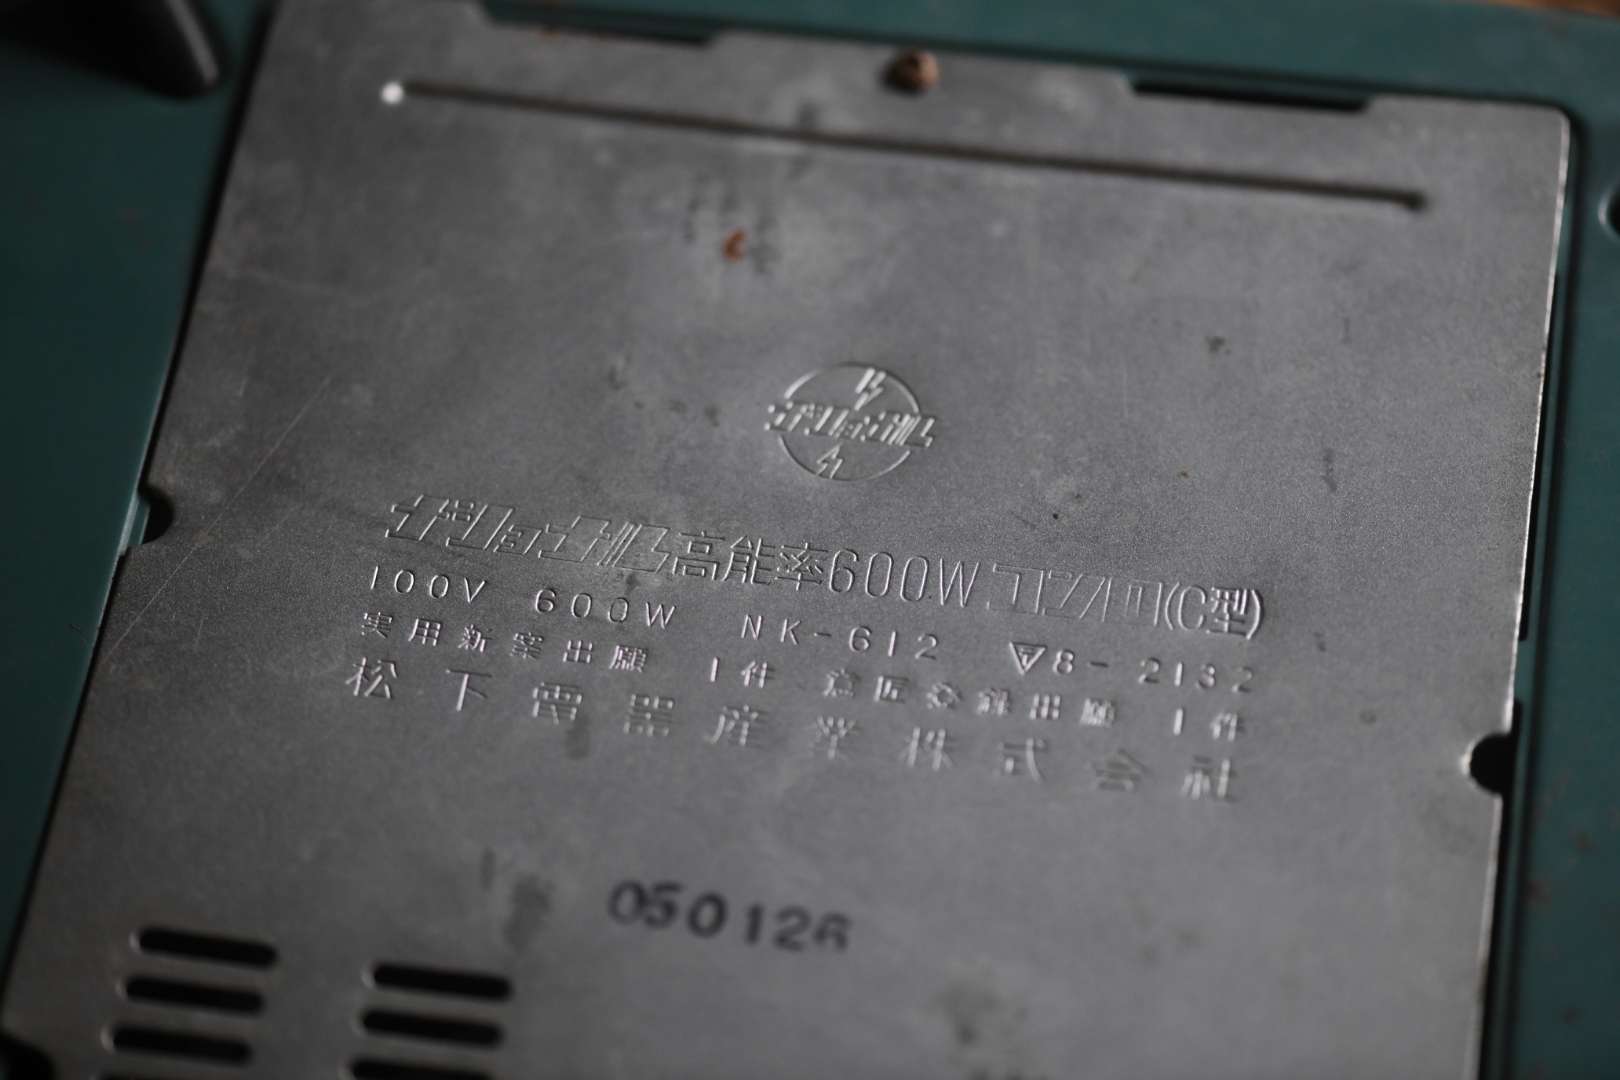 ナショナル
ナショナル高能率600Wコンロ(C型)
100V 600W NK-612 ▽〒8-2132
実用新案出願 1件 意匠登録出願 1件
松下電器産業株式会社
050126